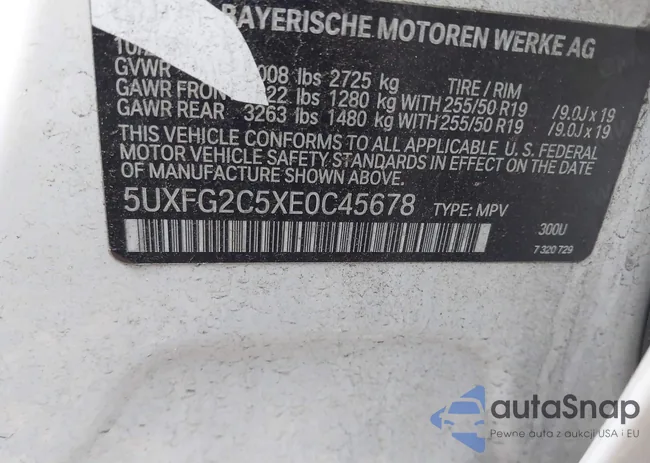 BAYERISCHE MOTOREN WERKE AG
GVWR 008 lbs 2725 kg TIRE / RIM
GAWR FRON 22 lbs 1280 kg WITH 255/50 R19 /9.0J x 19
GAWR REAR 3263 lbs 1480 kg WITH 255/50 R19 /9.0J x 19
THIS VEHICLE CONFORMS TO ALL APPLICABLE U.S. FEDERAL
MOTOR VEHICLE SAFETY STANDARDS IN EFFECT ON THE DATE
OF MANUFACTURE SHOWN ABOVE.
5UXFG2C5XE0C45678 TYPE: MPV
300U
7 320 729
autaSnap
Pewne auta z aukcji USA i EU